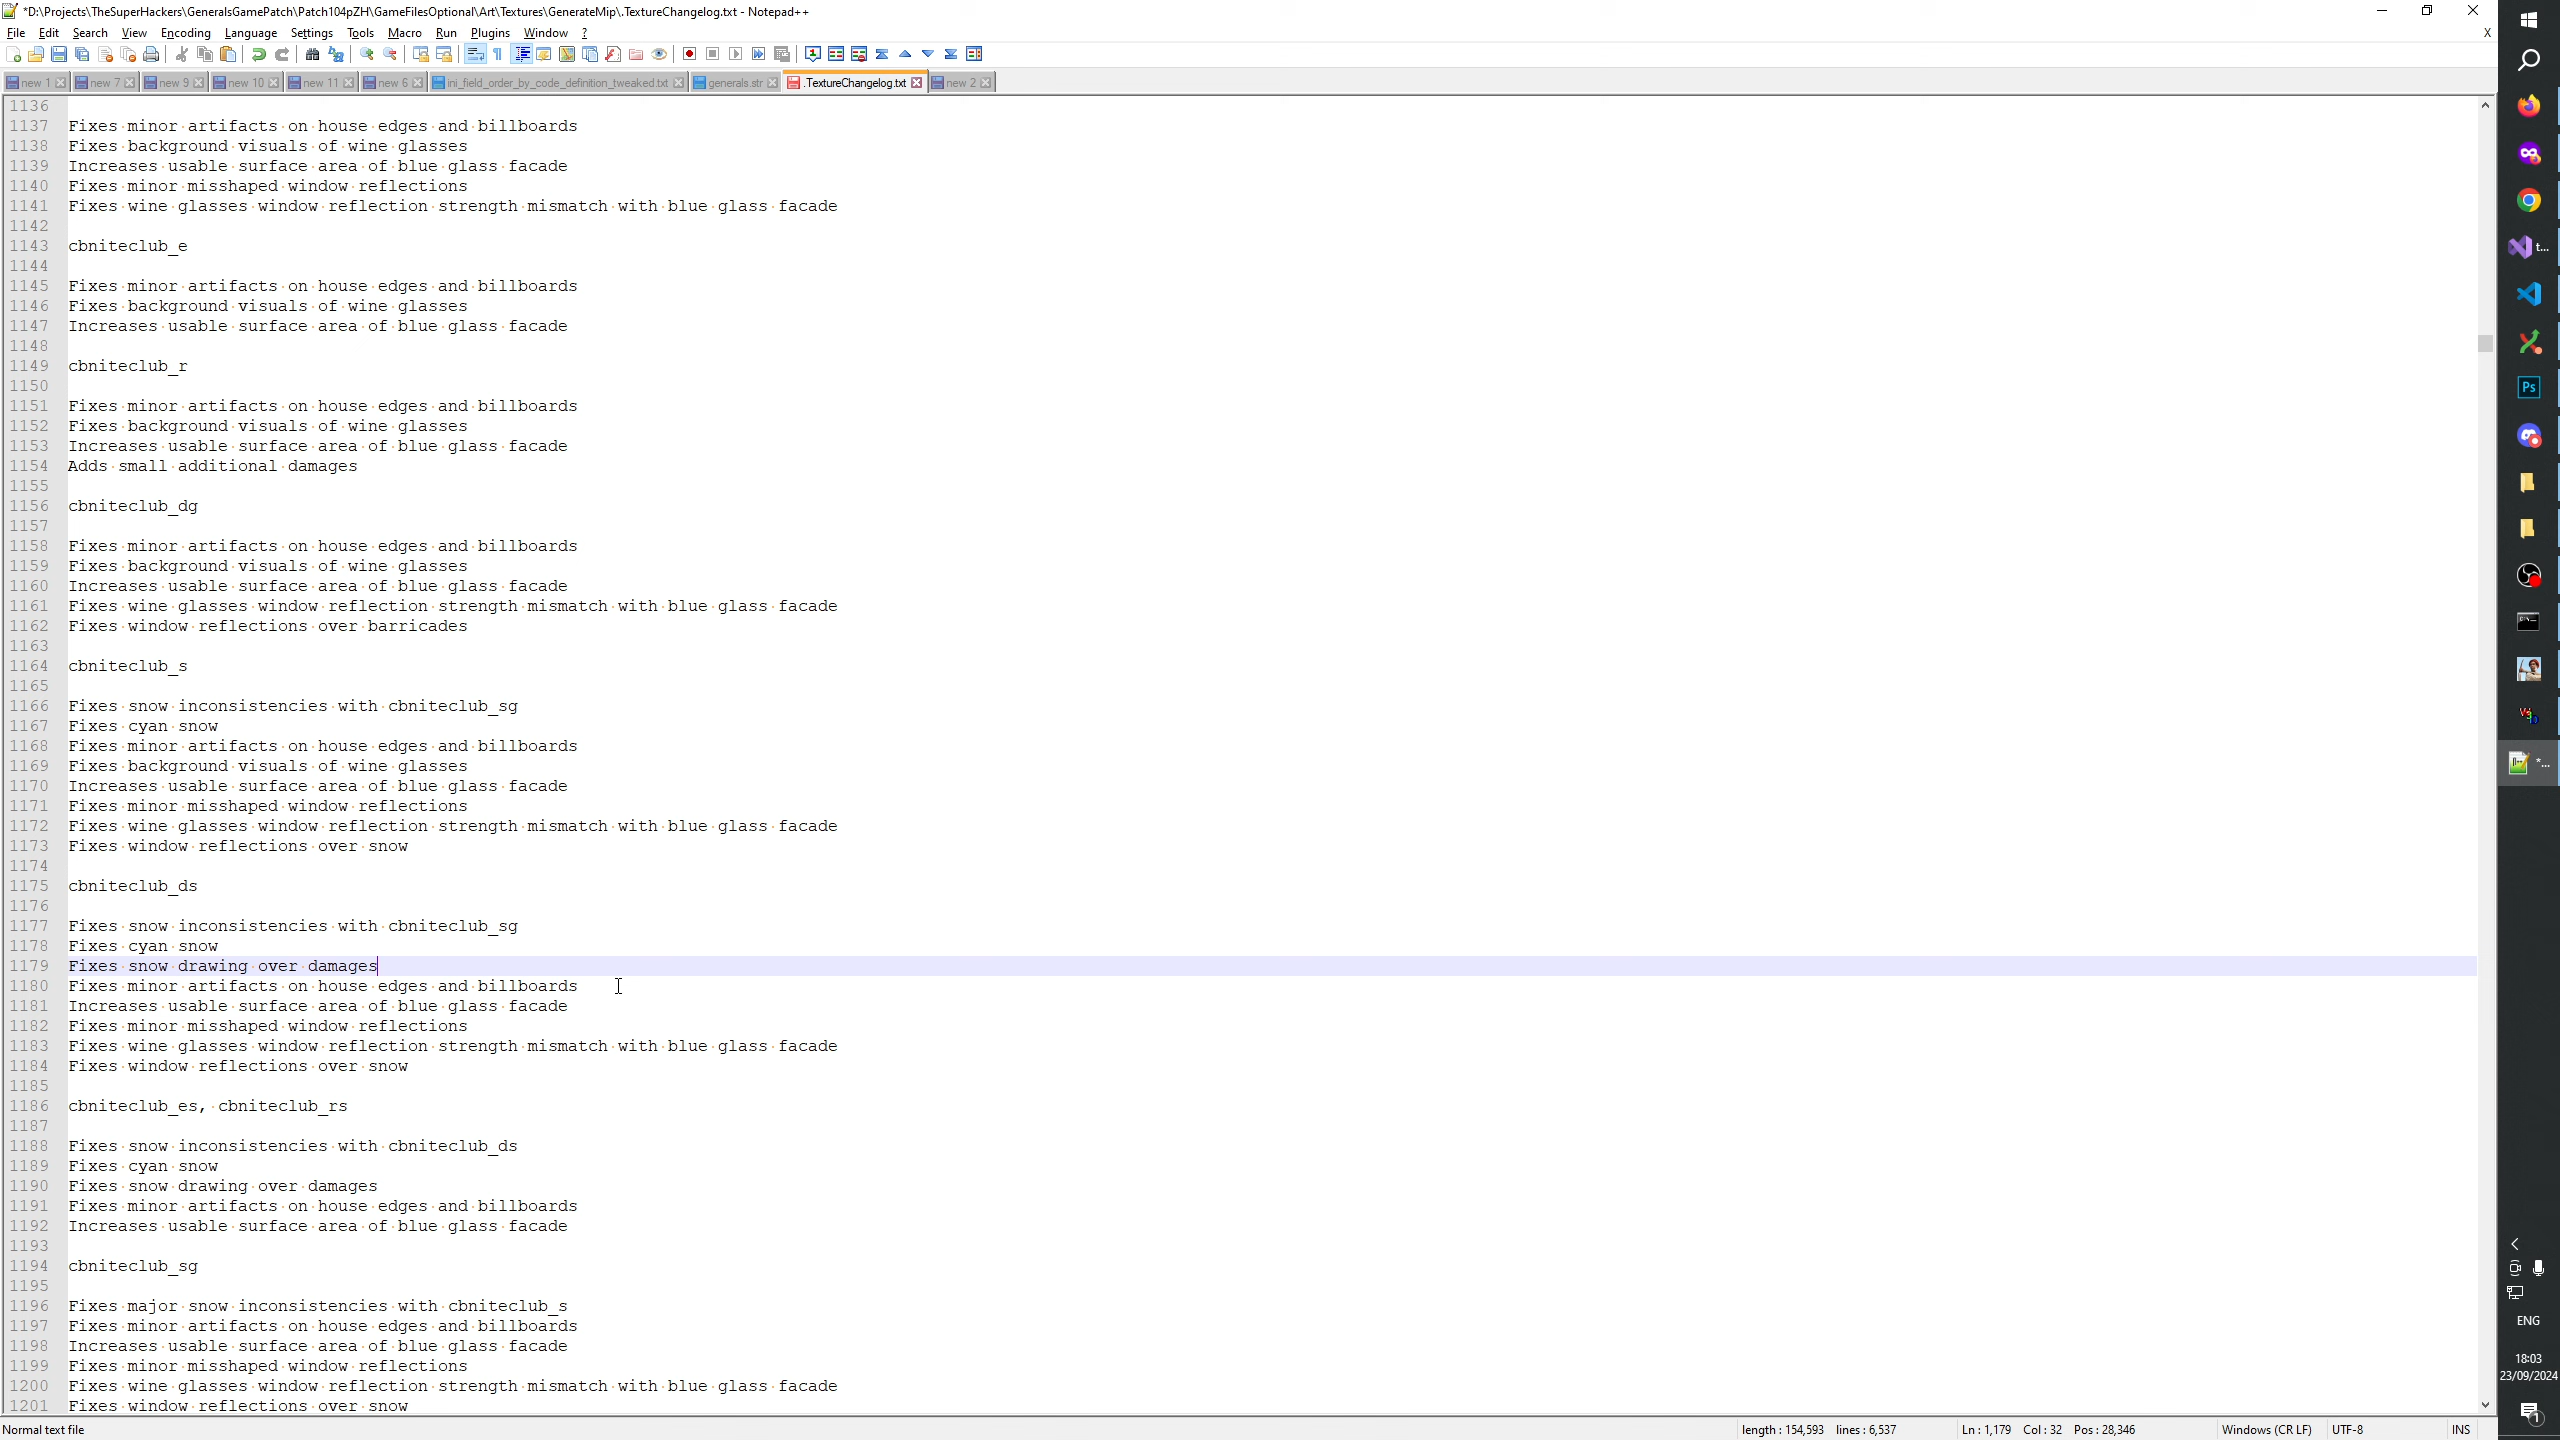 *D:\Projects\TheSuperHackers\GeneralsGamePatch\Patch104pZH\GameFilesOptional\Art\Textures\GenerateMip\.TextureChangelog.txt - Notepad++
File Edit Search View Encoding Language Settings Tools Macro Run Plugins Window ? X
new 1 new 7 new 9 new 10 new 11 new 6 ini_field_order_by_code_definition_tweaked.txt generals.str .TextureChangelog.txt new 2
1136
1137 Fixes minor artifacts on house edges and billboards
1138 Fixes background visuals of wine glasses
1139 Increases usable surface area of blue glass facade
1140 Fixes minor misshaped window reflections
1141 Fixes wine glasses window reflection strength mismatch with blue glass facade
1142
1143 cbniteclub_e
1144
1145 Fixes minor artifacts on house edges and billboards
1146 Fixes background visuals of wine glasses
1147 Increases usable surface area of blue glass facade
1148
1149 cbniteclub_r
1150
1151 Fixes minor artifacts on house edges and billboards
1152 Fixes background visuals of wine glasses
1153 Increases usable surface area of blue glass facade
1154 Adds small additional damages
1155
1156 cbniteclub_dg
1157
1158 Fixes minor artifacts on house edges and billboards
1159 Fixes background visuals of wine glasses
1160 Increases usable surface area of blue glass facade
1161 Fixes wine glasses window reflection strength mismatch with blue glass facade
1162 Fixes window reflections over barricades
1163
1164 cbniteclub_s
1165
1166 Fixes snow inconsistencies with cbniteclub_sg
1167 Fixes cyan snow
1168 Fixes minor artifacts on house edges and billboards
1169 Fixes background visuals of wine glasses
1170 Increases usable surface area of blue glass facade
1171 Fixes minor misshaped window reflections
1172 Fixes wine glasses window reflection strength mismatch with blue glass facade
1173 Fixes window reflections over snow
1174
1175 cbniteclub_ds
1176
1177 Fixes snow inconsistencies with cbniteclub_sg
1178 Fixes cyan snow
1179 Fixes snow drawing over damages
1180 Fixes minor artifacts on house edges and billboards
1181 Increases usable surface area of blue glass facade
1182 Fixes minor misshaped window reflections
1183 Fixes wine glasses window reflection strength mismatch with blue glass facade
1184 Fixes window reflections over snow
1185
1186 cbniteclub_es, cbniteclub_rs
1187
1188 Fixes snow inconsistencies with cbniteclub_ds
1189 Fixes cyan snow
1190 Fixes snow drawing over damages
1191 Fixes minor artifacts on house edges and billboards
1192 Increases usable surface area of blue glass facade
1193
1194 cbniteclub_sg
1195
1196 Fixes major snow inconsistencies with cbniteclub_s
1197 Fixes minor artifacts on house edges and billboards
1198 Increases usable surface area of blue glass facade
1199 Fixes minor misshaped window reflections
1200 Fixes wine glasses window reflection strength mismatch with blue glass facade
1201 Fixes window reflections over snow
Normal text file length : 154,593 lines : 6,537 Ln : 1,179 Col : 32 Pos : 28,346 Windows (CR LF) UTF-8 INS
t...
Ps
*...
ENG
18:03
23/09/2024
1